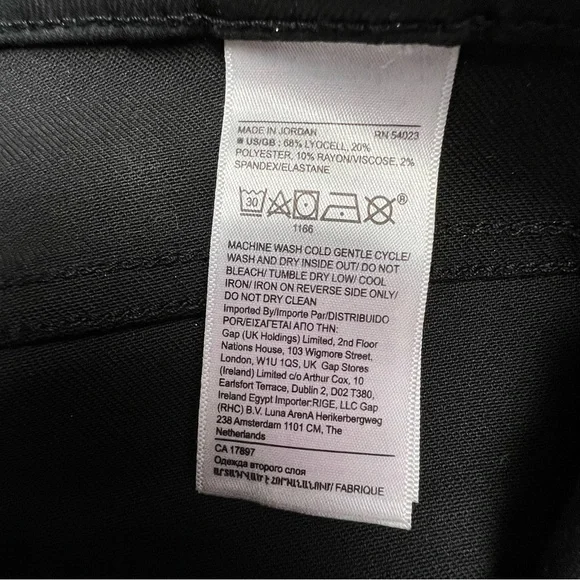 MADE IN JORDAN RN 54023
※ US/GB : 68% LYOCELL, 20%
POLYESTER, 10% RAYON/VISCOSE, 2%
SPANDEX/ELASTANE
30 ®
1166
MACHINE WASH COLD GENTLE CYCLE/
WASH AND DRY INSIDE OUT/ DO NOT
BLEACH/ TUMBLE DRY LOW/ COOL
IRON/ IRON ON REVERSE SIDE ONLY/
DO NOT DRY CLEAN
Imported By/Importe Par/DISTRIBUIDO
POR/ΕΙΣΑΓΕΤΑΙ ΑΠΟ ΤΗΝ:
Gap (UK Holdings) Limited, 2nd Floor
Nations House, 103 Wigmore Street,
London, W1U 1QS, UK Gap Stores
(Ireland) Limited c/o Arthur Cox, 10
Earlsfort Terrace, Dublin 2, D02 T380,
Ireland Egypt Importer:RIGE, LLC Gap
(RHC) B.V. Luna ArenA Herikerbergweg
238 Amsterdam 1101 CM, The
Netherlands
CA 17897
Одежда второго слоя
/ FABRIQUE